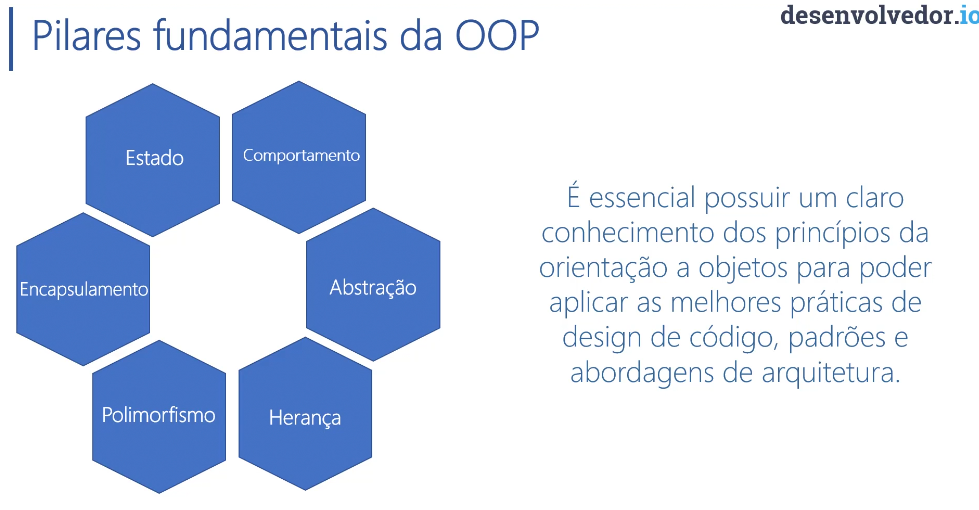 Pilares fundamentais da OOP
desenvolvedor.io
Estado
Comportamento
Encapsulamento
Abstração
Polimorfismo
Herança
É essencial possuir um claro
conhecimento dos princípios da
orientação a objetos para poder
aplicar as melhores práticas de
design de código, padrões e
abordagens de arquitetura.